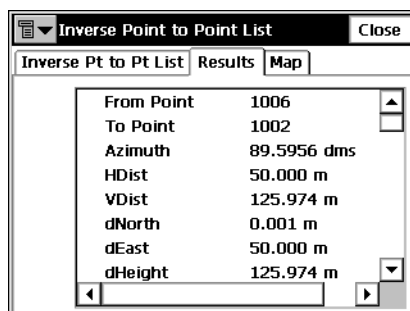 Inverse Point to Point List Close
Inverse Pt to Pt List Results Map
From Point 1006
To Point 1002
Azimuth 89.5956 dms
HDist 50.000 m
VDist 125.974 m
dNorth 0.001 m
dEast 50.000 m
dHeight 125.974 m